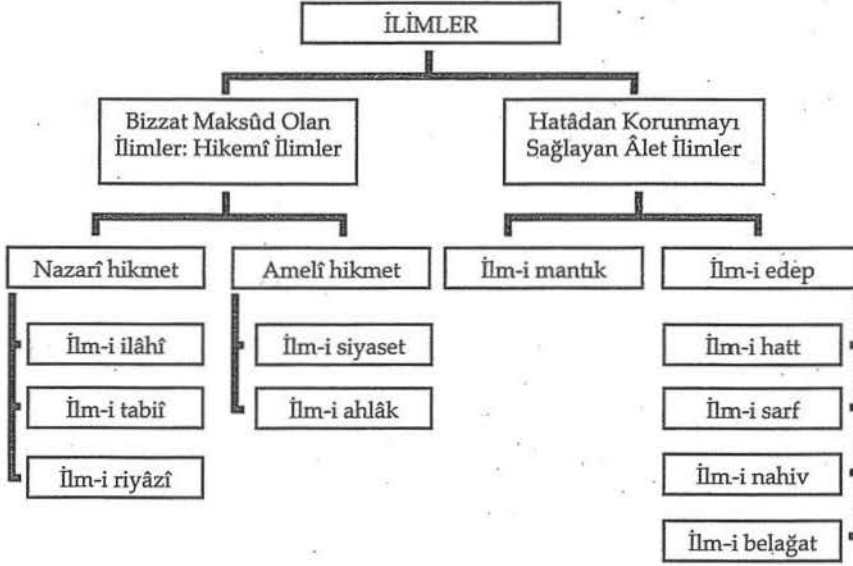 İLİMLER
Bizzat Maksûd Olan
İlimler: Hikemî İlimler
Hatâdan Korunmayı
Sağlayan Âlet İlimler
Nazarî hikmet
Amelî hikmet
İlm-i mantık
İlm-i edep
İlm-i ilâhî
İlm-i siyaset
İlm-i hatt
İlm-i tabiî
İlm-i ahlâk
İlm-i sarf
İlm-i riyâzî
İlm-i nahiv
İlm-i belağat